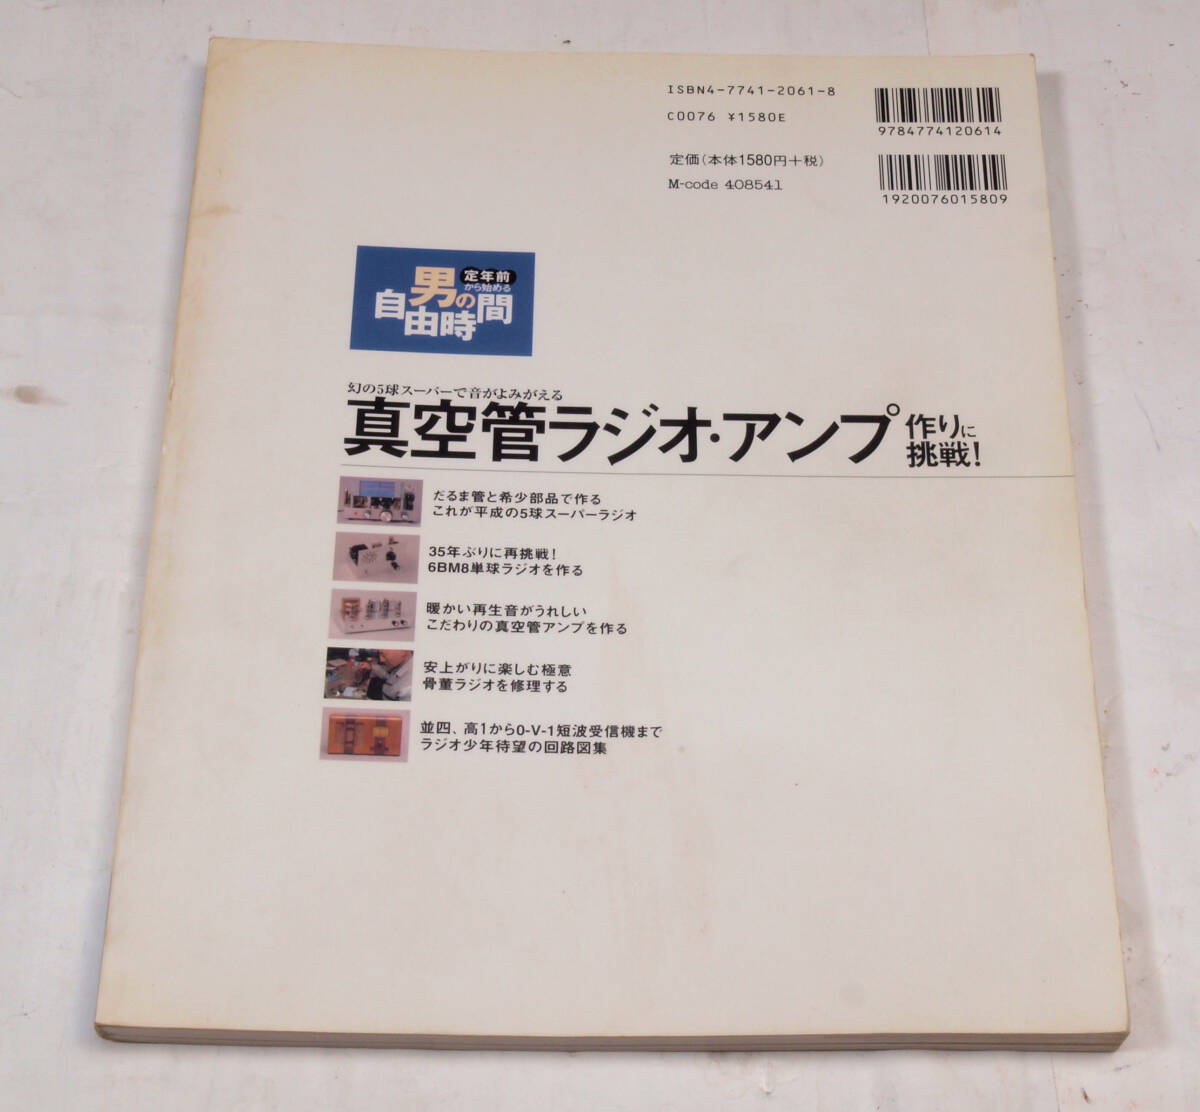 ISBN4-7741-2061-8
C0076 ¥1580E
9784774120614
定価(本体1580円+税)
M-code 408541
1920076015809
定年前
から始める
男の
自由時間
幻の5球スーパーで音がよみがえる
真空管ラジオ・アンプ作りに挑戦!
だるま管と希少部品で作る
これが平成の5球スーパーラジオ
35年ぶりに再挑戦!
6BM8単球ラジオを作る
暖かい再生音がうれしい
こだわりの真空管アンプを作る
安上がりに楽しむ極意
骨董ラジオを修理する
並四、高1から0-V-1短波受信機まで
ラジオ少年待望の回路図集